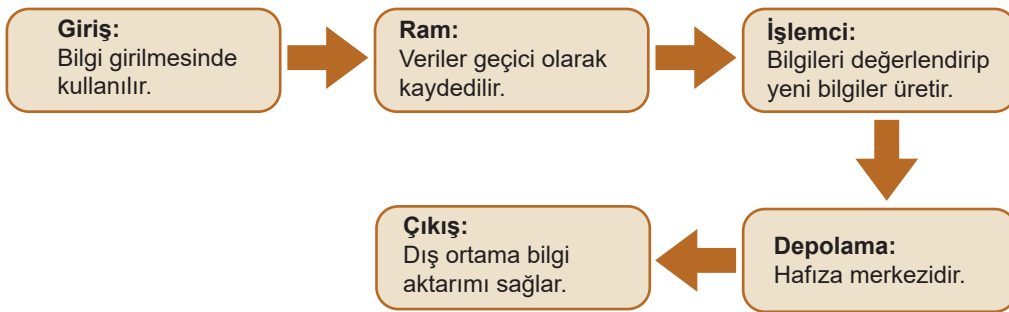 Giriş:
Bilgi girilmesinde
kullanılır.
Ram:
Veriler geçici olarak
kaydedilir.
İşlemci:
Bilgileri değerlendirip
yeni bilgiler üretir.
Depolama:
Hafıza merkezidir.
Çıkış:
Dış ortama bilgi
aktarımı sağlar.